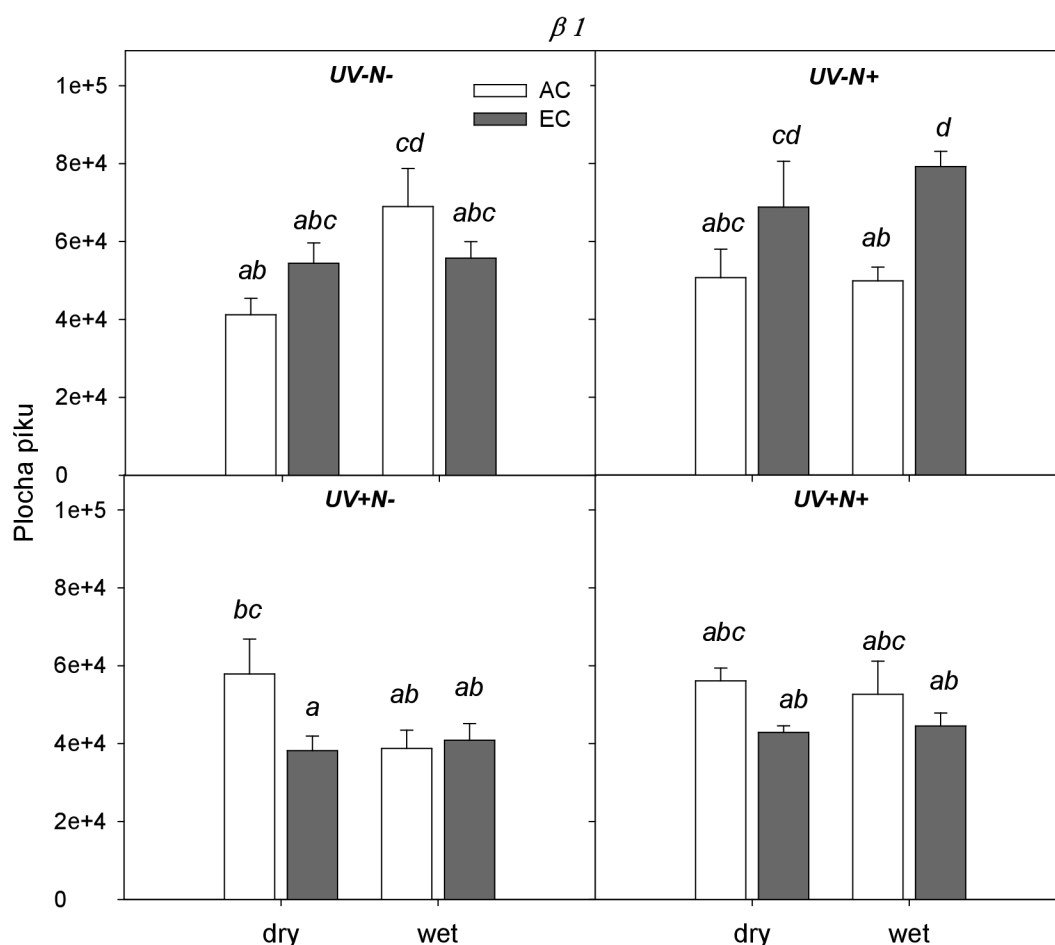 β 1
UV-N-
AC
EC
UV-N+
Plocha píku
1e+5
8e+4
6e+4
4e+4
2e+4
0
ab
abc
cd
abc
abc
cd
ab
d
UV+N-
UV+N+
1e+5
8e+4
6e+4
4e+4
2e+4
0
bc
a
ab
ab
abc
ab
abc
ab
dry wet dry wet